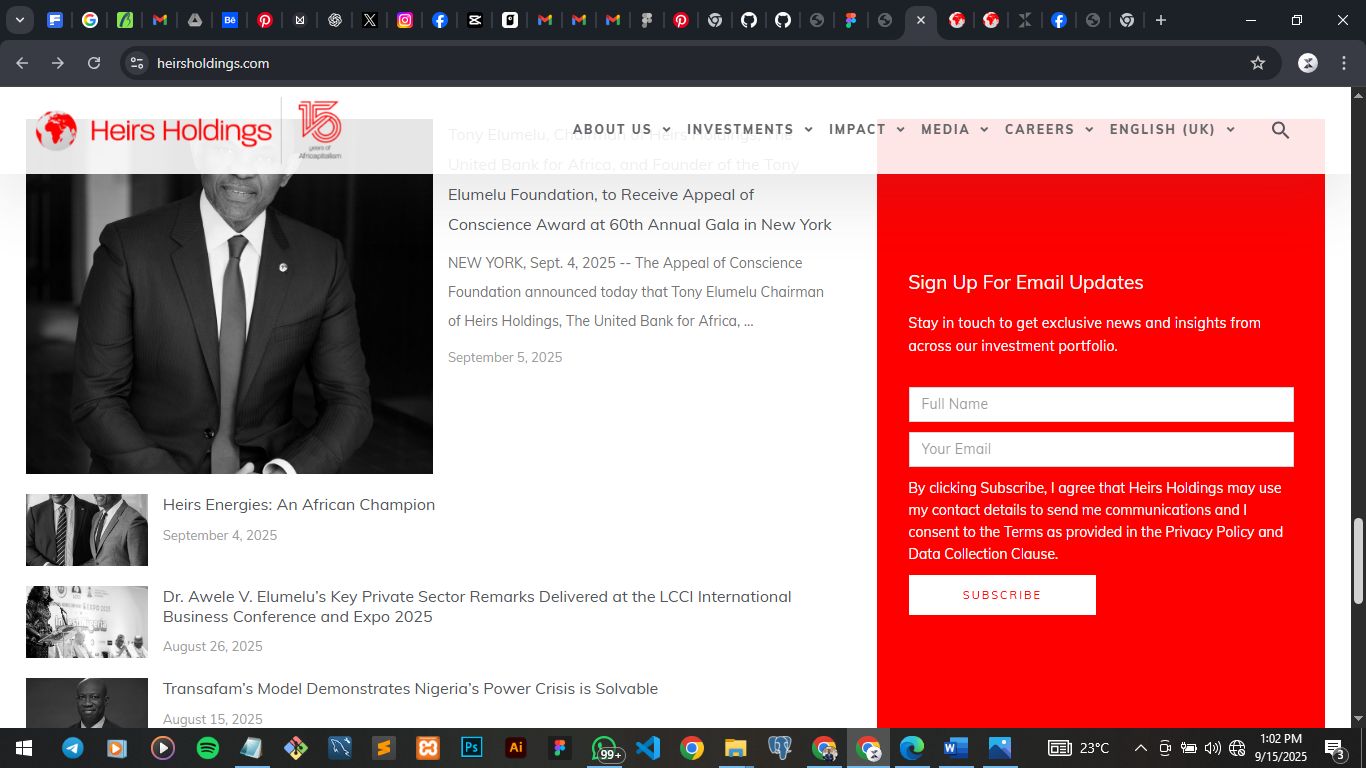 heirsholdings.com
Heirs Holdings
15
years of
Africapitalism
ABOUT US
INVESTMENTS
IMPACT
MEDIA
CAREERS
ENGLISH (UK)
Tony Elumelu, Chairman of Heirs Holdings, The
United Bank for Africa, and Founder of the Tony
Elumelu Foundation, to Receive Appeal of
Conscience Award at 60th Annual Gala in New York
NEW YORK, Sept. 4, 2025 -- The Appeal of Conscience
Foundation announced today that Tony Elumelu Chairman
of Heirs Holdings, The United Bank for Africa, ...
September 5, 2025
Heirs Energies: An African Champion
September 4, 2025
Dr. Awele V. Elumelu’s Key Private Sector Remarks Delivered at the LCCI International
Business Conference and Expo 2025
August 26, 2025
Transafam’s Model Demonstrates Nigeria’s Power Crisis is Solvable
August 15, 2025
Sign Up For Email Updates
Stay in touch to get exclusive news and insights from
across our investment portfolio.
Full Name
Your Email
By clicking Subscribe, I agree that Heirs Holdings may use
my contact details to send me communications and I
consent to the Terms as provided in the Privacy Policy and
Data Collection Clause.
SUBSCRIBE
99+
23°C
1:02 PM
9/15/2025
3